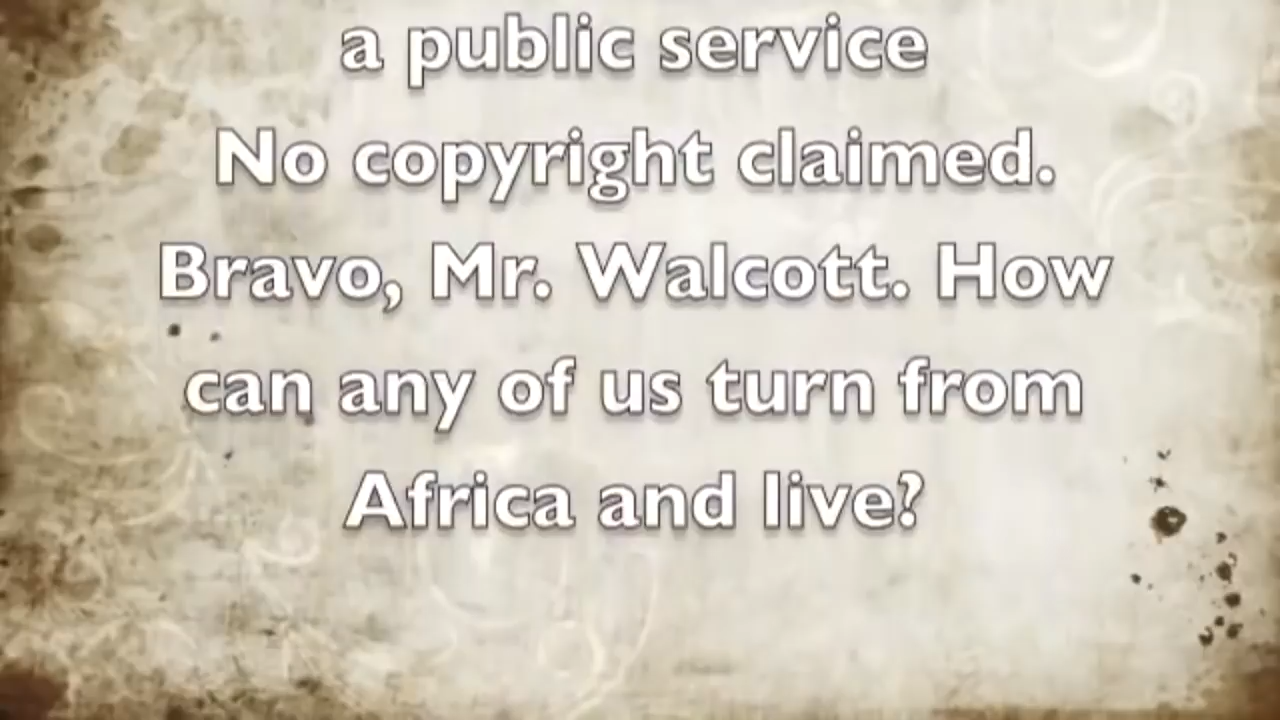 a public service
No copyright claimed.
Bravo, Mr. Walcott. How
can any of us turn from
Africa and live?